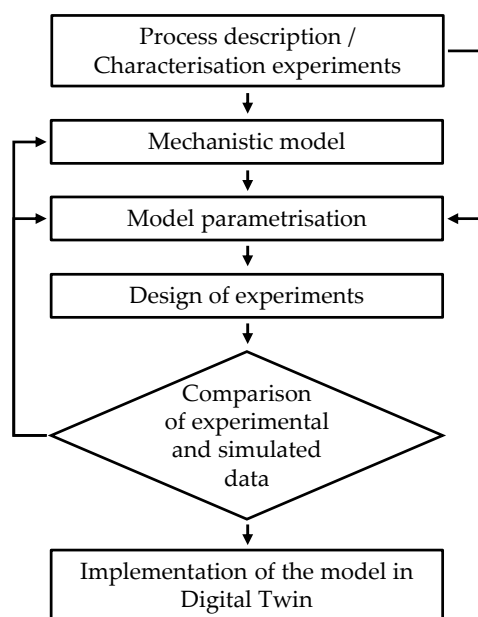 Process description /
Characterisation experiments
Mechanistic model
Model parametrisation
Design of experiments
Comparison
of experimental
and simulated
data
Implementation of the model in
Digital Twin